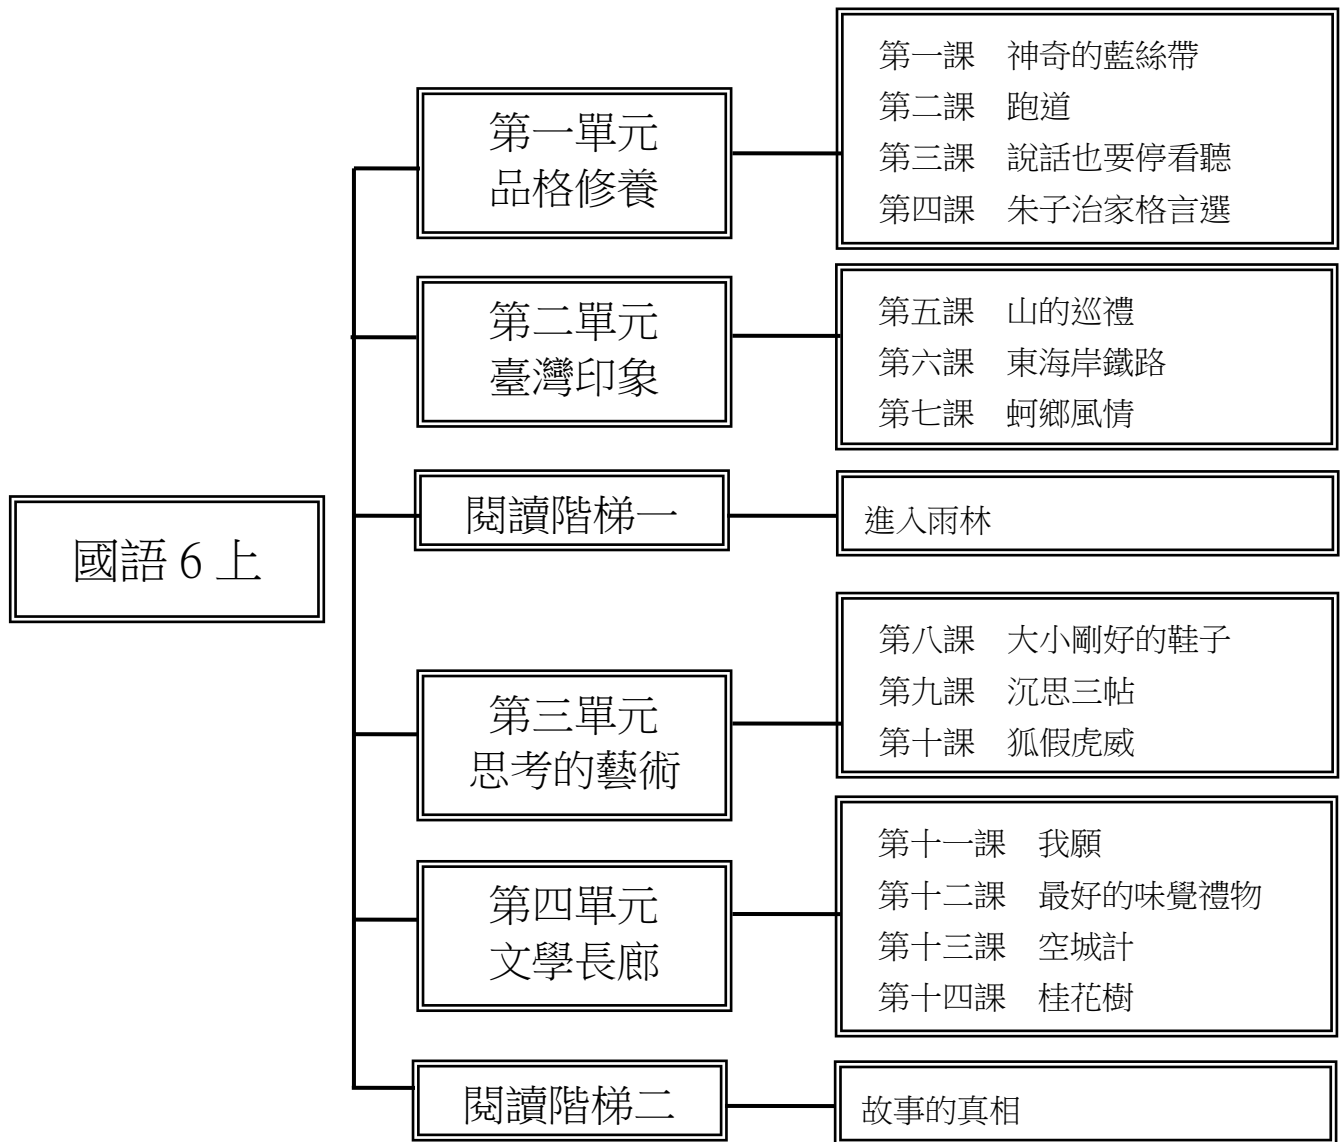 國語 6 上
第一單元
品格修養
第一課　神奇的藍絲帶
第二課　跑道
第三課　說話也要停看聽
第四課　朱子治家格言選
第二單元
臺灣印象
第五課　山的巡禮
第六課　東海岸鐵路
第七課　蚵鄉風情
閱讀階梯一
進入雨林
第三單元
思考的藝術
第八課　大小剛好的鞋子
第九課　沉思三帖
第十課　狐假虎威
第四單元
文學長廊
第十一課　我願
第十二課　最好的味覺禮物
第十三課　空城計
第十四課　桂花樹
閱讀階梯二
故事的真相